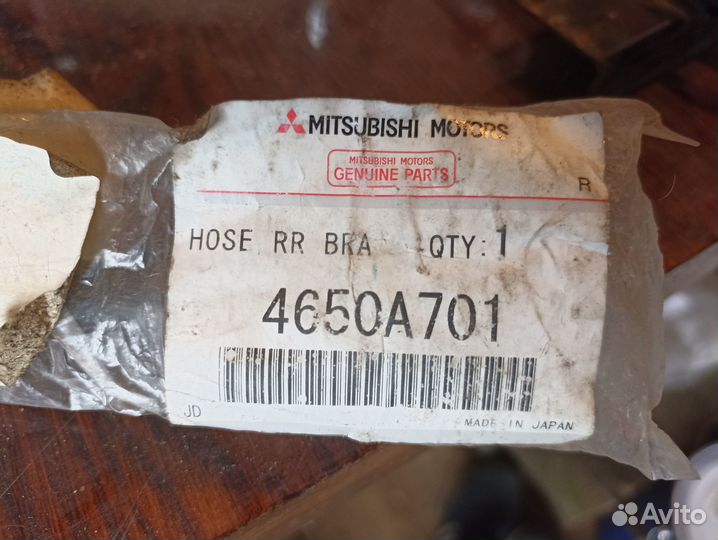 MITSUBISHI MOTORS
MITSUBISHI MOTORS
GENUINE PARTS
R
HOSE RR BRA QTY: 1
4650A701
JD
MADE IN JAPAN
Avito